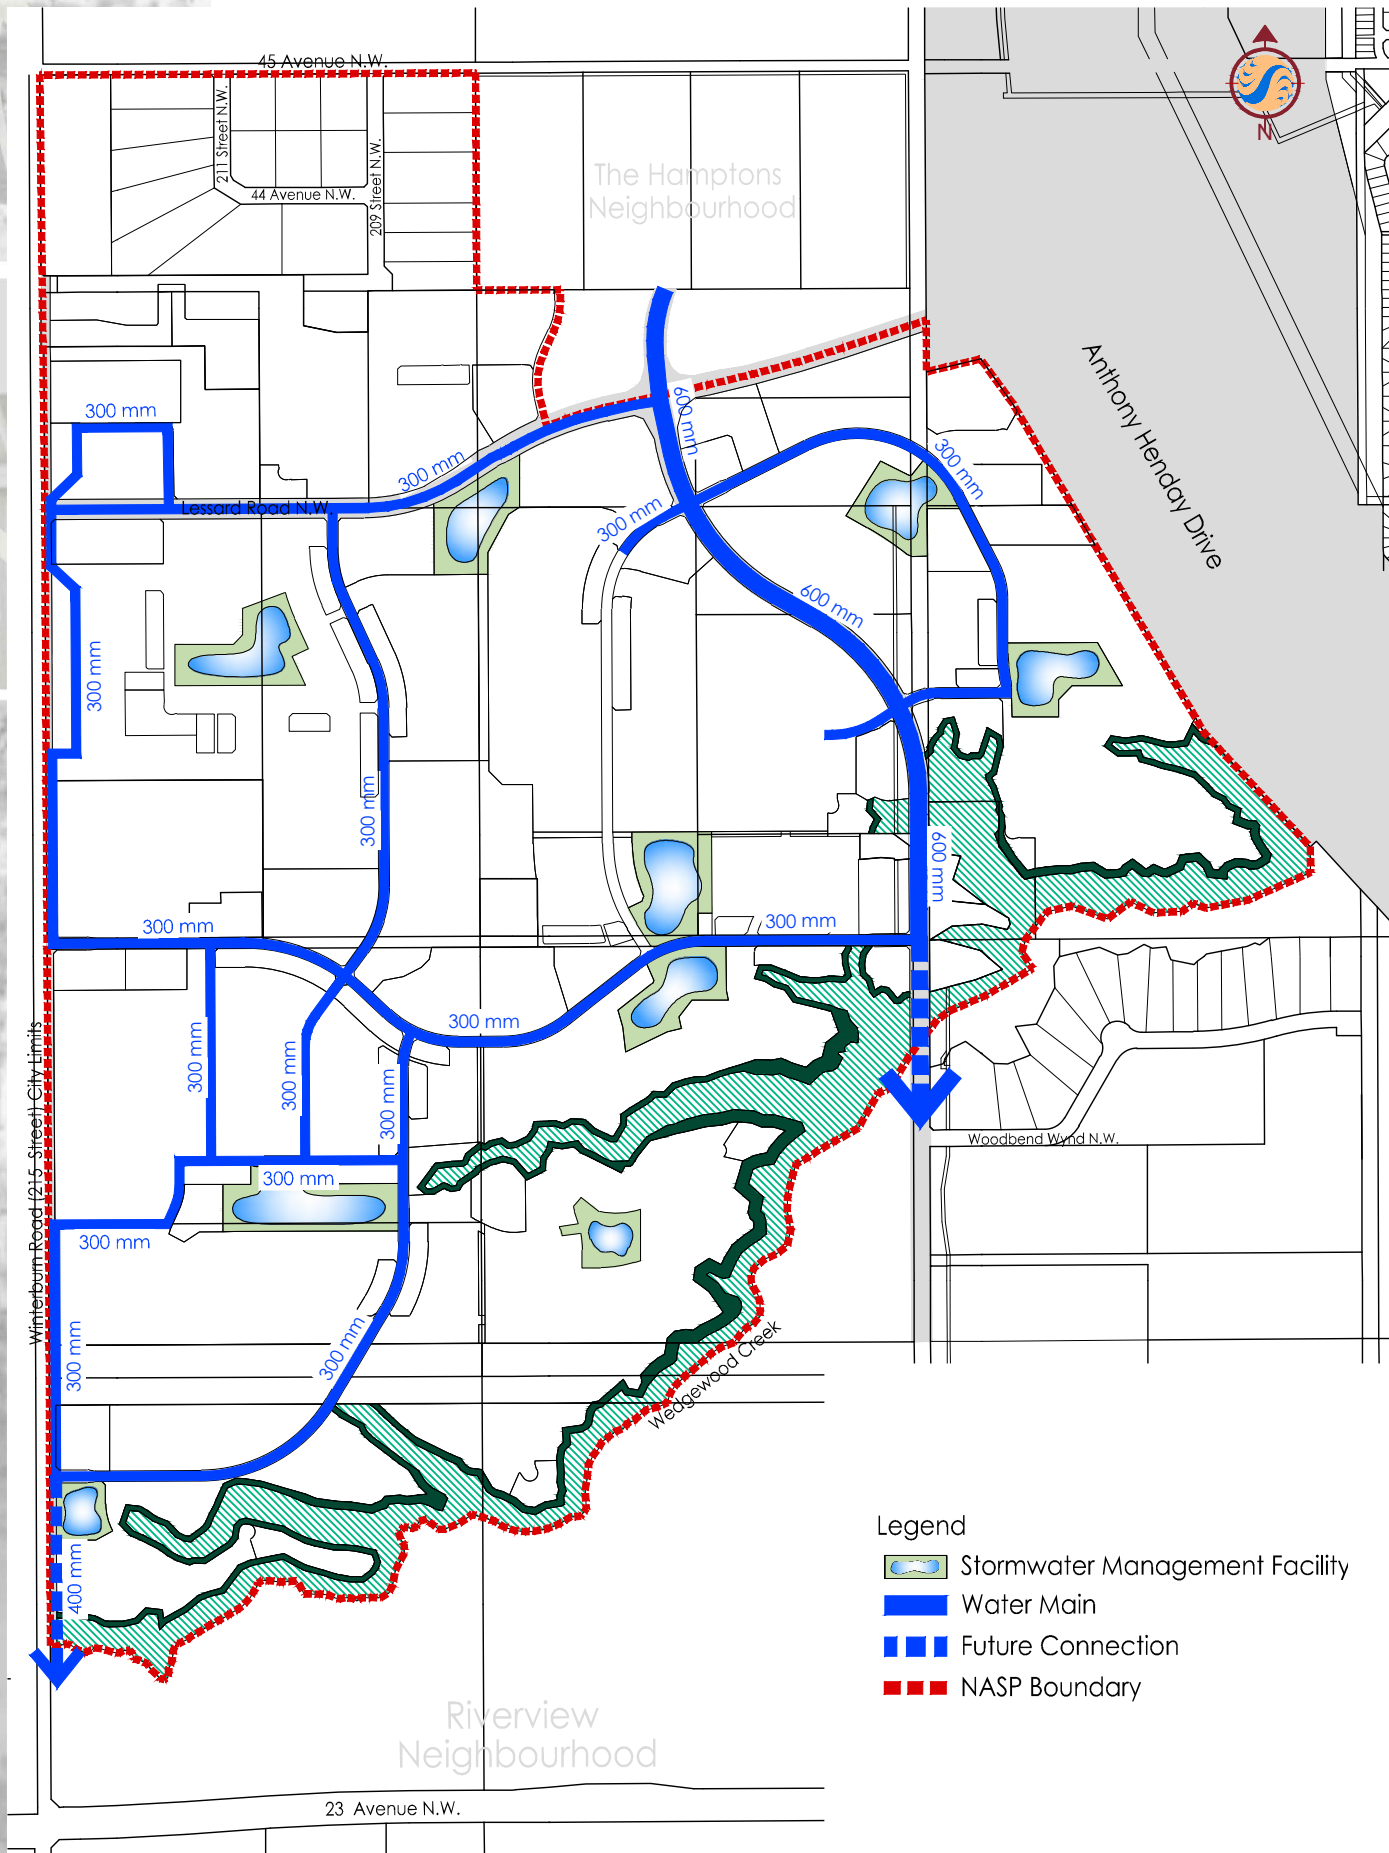 45 Avenue N.W.
N
211 Street N.W.
209 Street N.W.
44 Avenue N.W.
The Hamptons
Neighbourhood
Anthony Henday Drive
300 mm
600 mm
300 mm
300 mm
300 mm
Lessard Road N.W.
600 mm
300 mm
300 mm
600 mm
300 mm
300 mm
300 mm
300 mm
300 mm
300 mm
Winterburn Road (215 Street) City Limits
Woodbend Wynd N.W.
300 mm
300 mm
300 mm
300 mm
Wedgewood Creek
400 mm
Legend
Stormwater Management Facility
Water Main
Future Connection
NASP Boundary
Riverview
Neighbourhood
23 Avenue N.W.